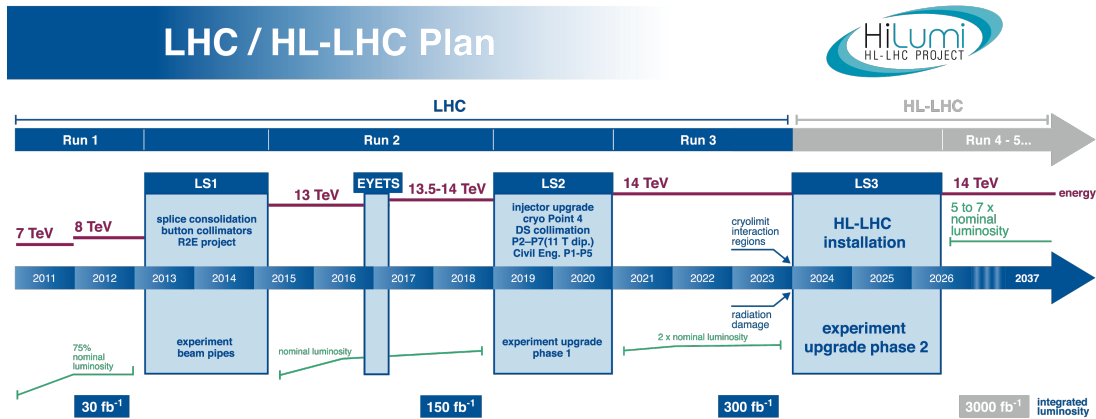 LHC / HL-LHC Plan
HiLumi
HL-LHC PROJECT
LHC
HL-LHC
Run 1
Run 2
Run 3
Run 4 - 5...
LS1
EYETS
LS2
LS3
13 TeV
13.5-14 TeV
14 TeV
14 TeV
energy
7 TeV
8 TeV
splice consolidation
button collimators
R2E project
injector upgrade
cryo Point 4
DS collimation
P2–P7(11 T dip.)
Civil Eng. P1-P5
cryolimit
interaction
regions
HL-LHC
installation
5 to 7 x
nominal
luminosity
2011 2012 2013 2014 2015 2016 2017 2018 2019 2020 2021 2022 2023 2024 2025 2026 2037
radiation
damage
75%
nominal
luminosity
experiment
beam pipes
nominal luminosity
experiment upgrade
phase 1
2 x nominal luminosity
experiment
upgrade phase 2
30 fb⁻¹
150 fb⁻¹
300 fb⁻¹
3000 fb⁻¹
integrated
luminosity